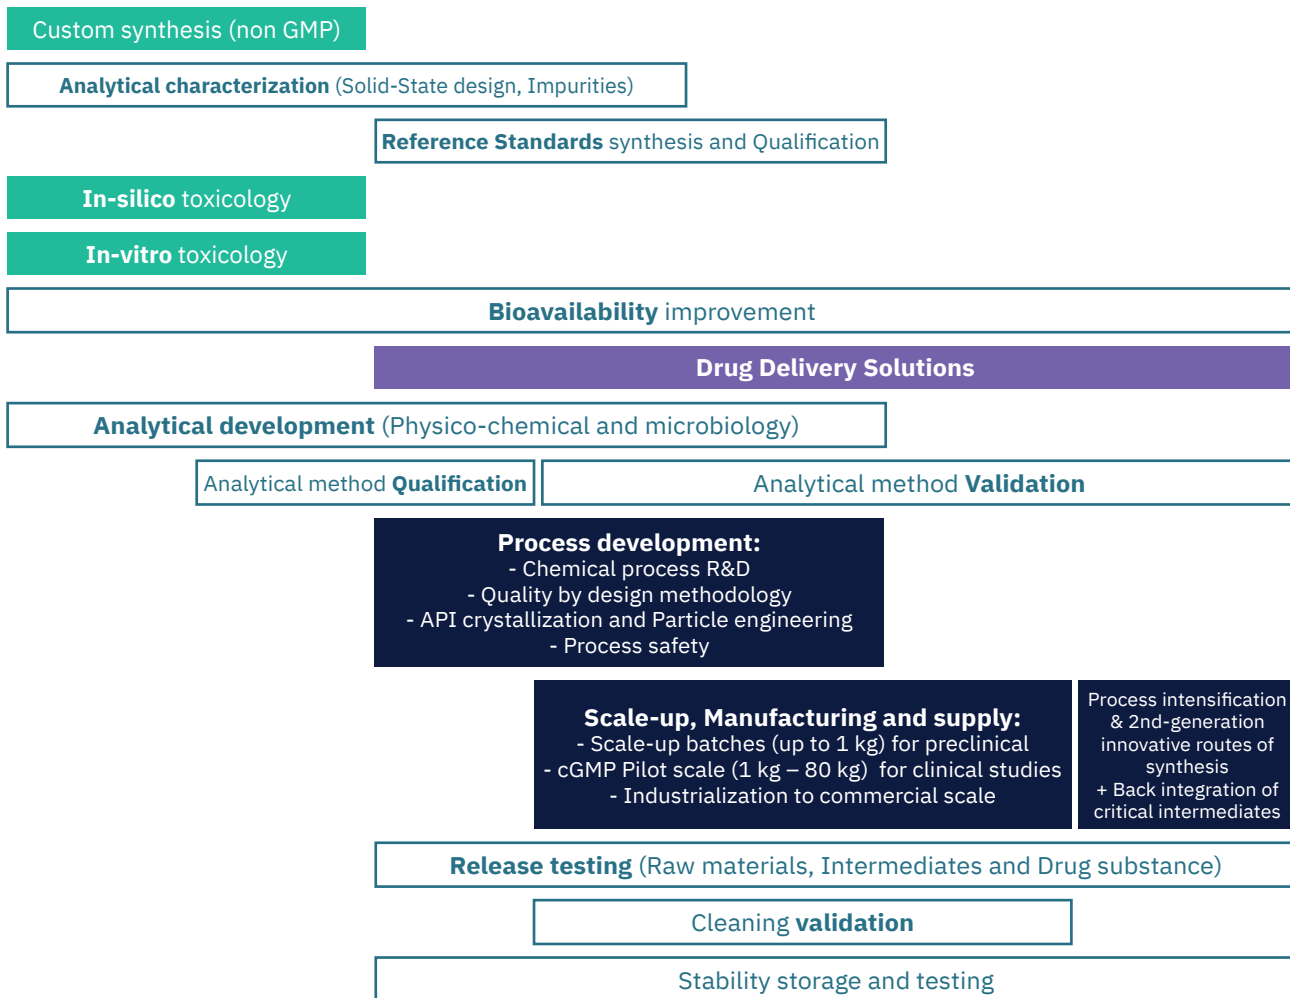 Custom synthesis (non GMP)
Analytical characterization (Solid-State design, Impurities)
Reference Standards synthesis and Qualification
In-silico toxicology
In-vitro toxicology
Bioavailability improvement
Drug Delivery Solutions
Analytical development (Physico-chemical and microbiology)
Analytical method Qualification
Analytical method Validation
Process development:
- Chemical process R&D
- Quality by design methodology
- API crystallization and Particle engineering
- Process safety
Scale-up, Manufacturing and supply:
- Scale-up batches (up to 1 kg) for preclinical
- cGMP Pilot scale (1 kg – 80 kg)  for clinical studies
- Industrialization to commercial scale
Process intensification
& 2nd-generation
innovative routes of
synthesis
+ Back integration of
critical intermediates
Release testing (Raw materials, Intermediates and Drug substance)
Cleaning validation
Stability storage and testing